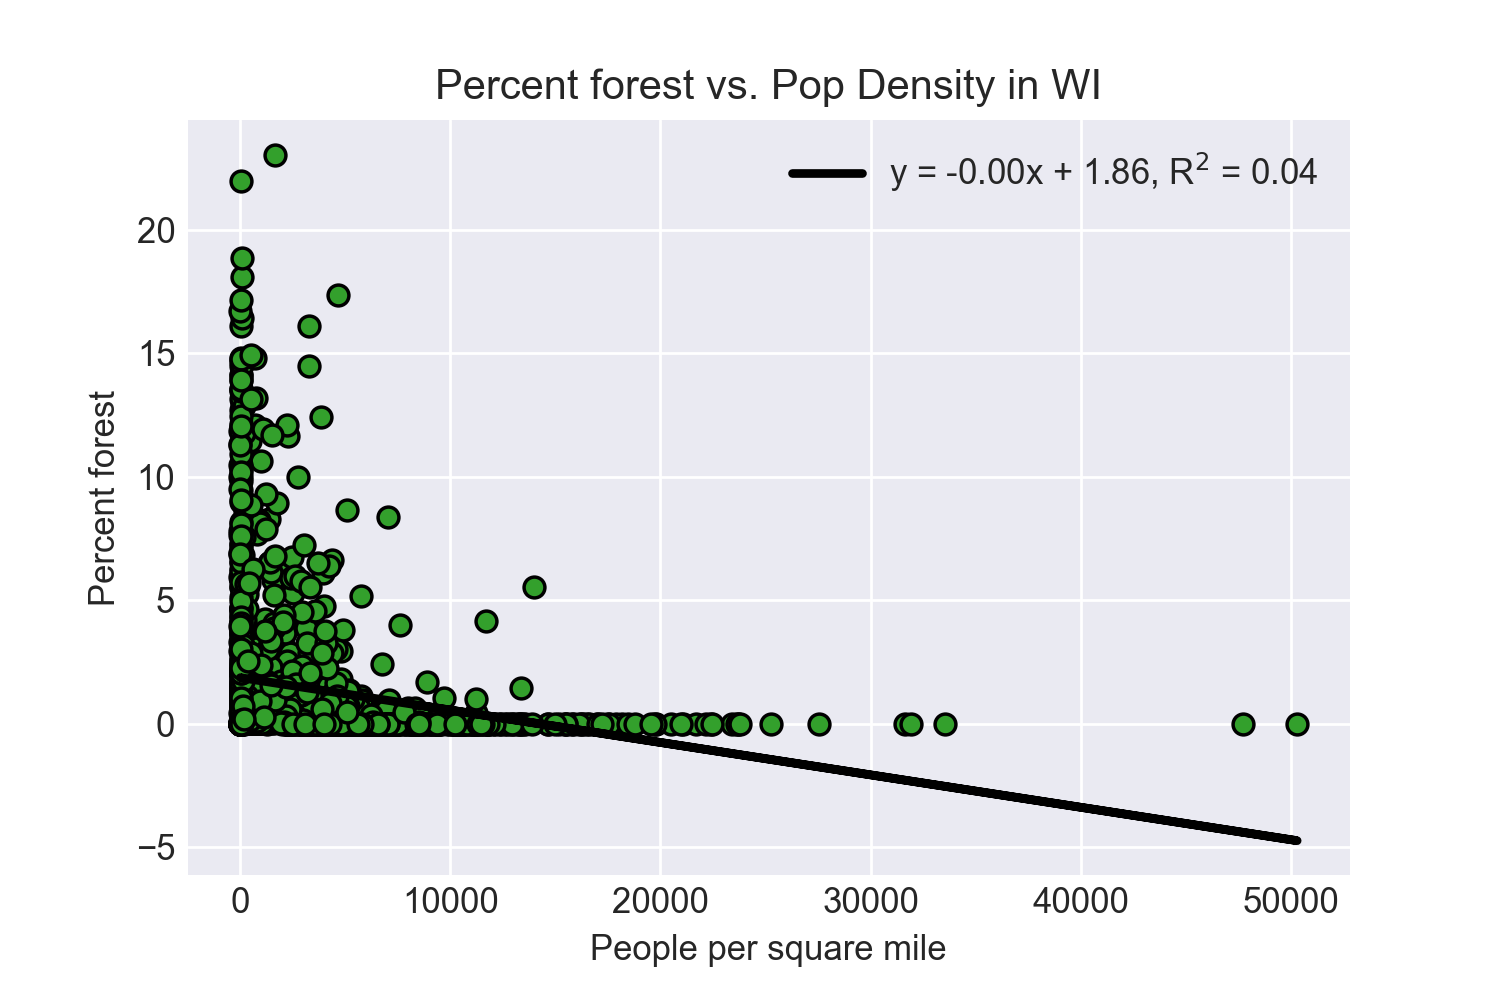 Percent forest vs. Pop Density in WI
y = -0.00x + 1.86, R² = 0.04
20
15
10
5
0
−5
Percent forest
0 10000 20000 30000 40000 50000
People per square mile